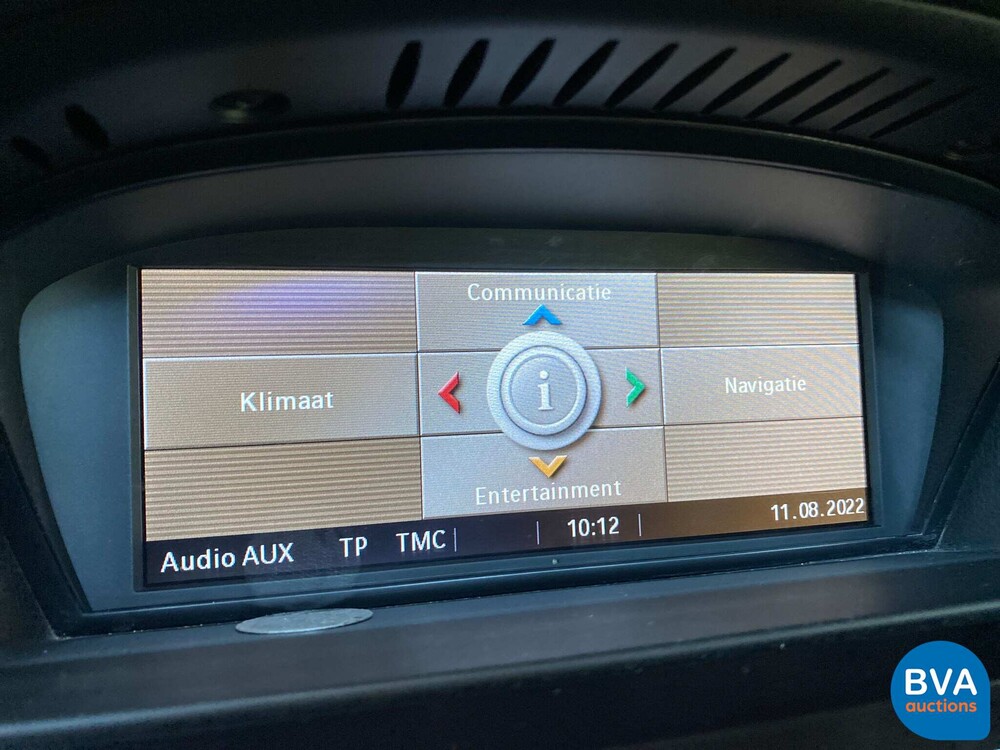 Communicatie
Klimaat
i
Navigatie
Entertainment
Audio AUX TP TMC 10:12 11.08.2022
BVA
auctions